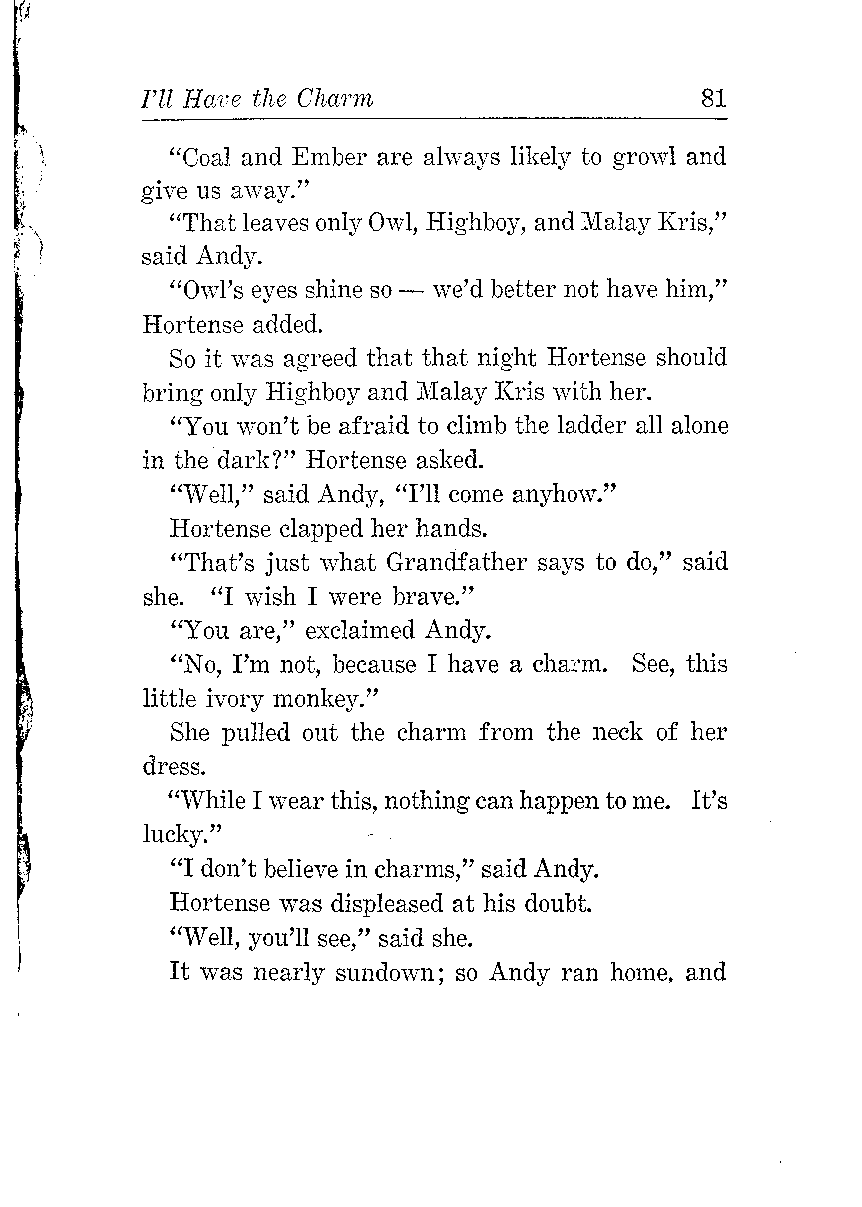 I'll Have the Charm 81
“Coal and Ember are always likely to growl and
give us away.”
“That leaves only Owl, Highboy, and Malay Kris,”
said Andy.
“Owl's eyes shine so — we'd better not have him,”
Hortense added.
So it was agreed that that night Hortense should
bring only Highboy and Malay Kris with her.
“You won't be afraid to climb the ladder all alone
in the dark?” Hortense asked.
“Well,” said Andy, “I'll come anyhow.”
Hortense clapped her hands.
“That's just what Grandfather says to do,” said
she. “I wish I were brave.”
“You are,” exclaimed Andy.
“No, I'm not, because I have a charm. See, this
little ivory monkey.”
She pulled out the charm from the neck of her
dress.
“While I wear this, nothing can happen to me. It's
lucky.”
“I don't believe in charms,” said Andy.
Hortense was displeased at his doubt.
“Well, you'll see,” said she.
It was nearly sundown; so Andy ran home, and